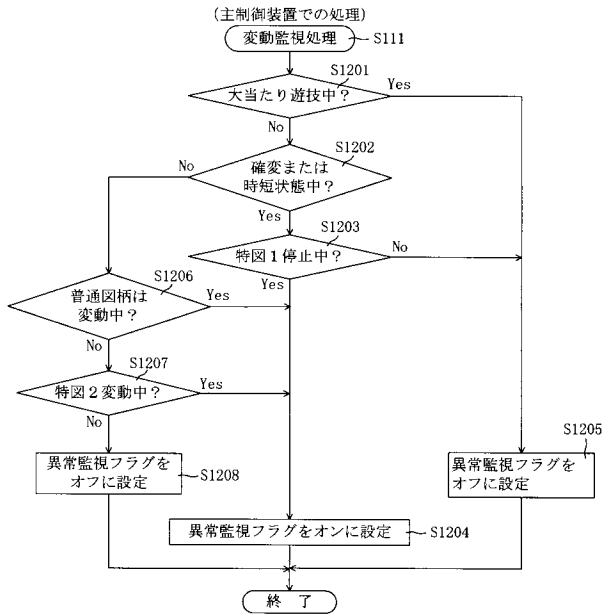 (主制御装置での処理)
変動監視処理
S111
S1201
大当たり遊技中？
Yes
No
S1202
No
確変または
時短状態中？
Yes
S1203
特図１停止中？
No
S1206
Yes
普通図柄は
変動中？
Yes
No
S1207
特図２変動中？
Yes
No
S1205
異常監視フラグを
オフに設定
S1208
異常監視フラグを
オフに設定
異常監視フラグをオンに設定
S1204
終 了